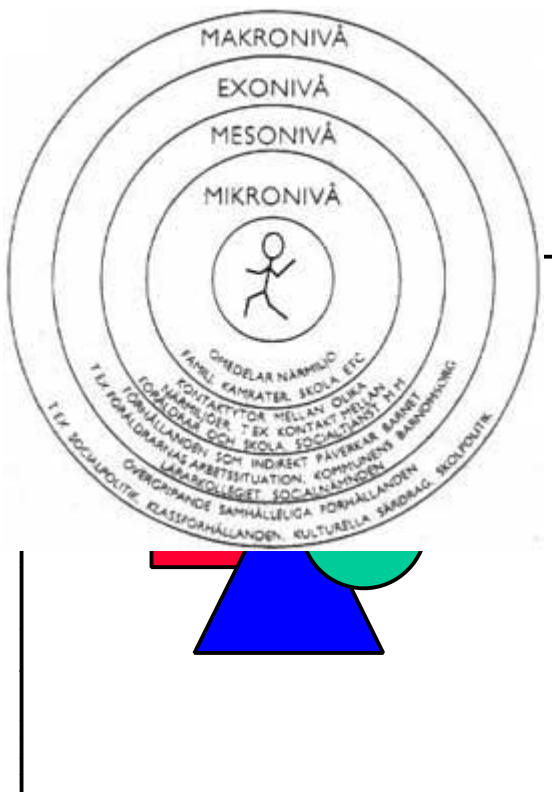 MAKRONIVÅ
EXONIVÅ
MESONIVÅ
MIKRONIVÅ
OMEDELAR NÄRMILJÖ
FAMILJ, KAMRATER, SKOLA ETC
KONTAKTYTOR MELLAN OLIKA
NÄRMILJÖER T EX KONTAKT MELLAN
FÖRÄLDRAR OCH SKOLA, SOCIALTJÄNST M M
FÖRHÅLLANDEN SOM INDIREKT PÅVERKAR BARNET
T EX FÖRÄLDRARNAS ARBETSSITUATION, KOMMUNENS BARNOMSORG
LÄRARKOLLEGIET SOCIALNÄMNDEN
ÖVERGRIPANDE SAMHÄLLELIGA FÖRHÅLLANDEN
T EX SOCIALPOLITIK, KLASSFÖRHÅLLANDEN, KULTURELLA SÄRDRAG, SKOLPOLITIK